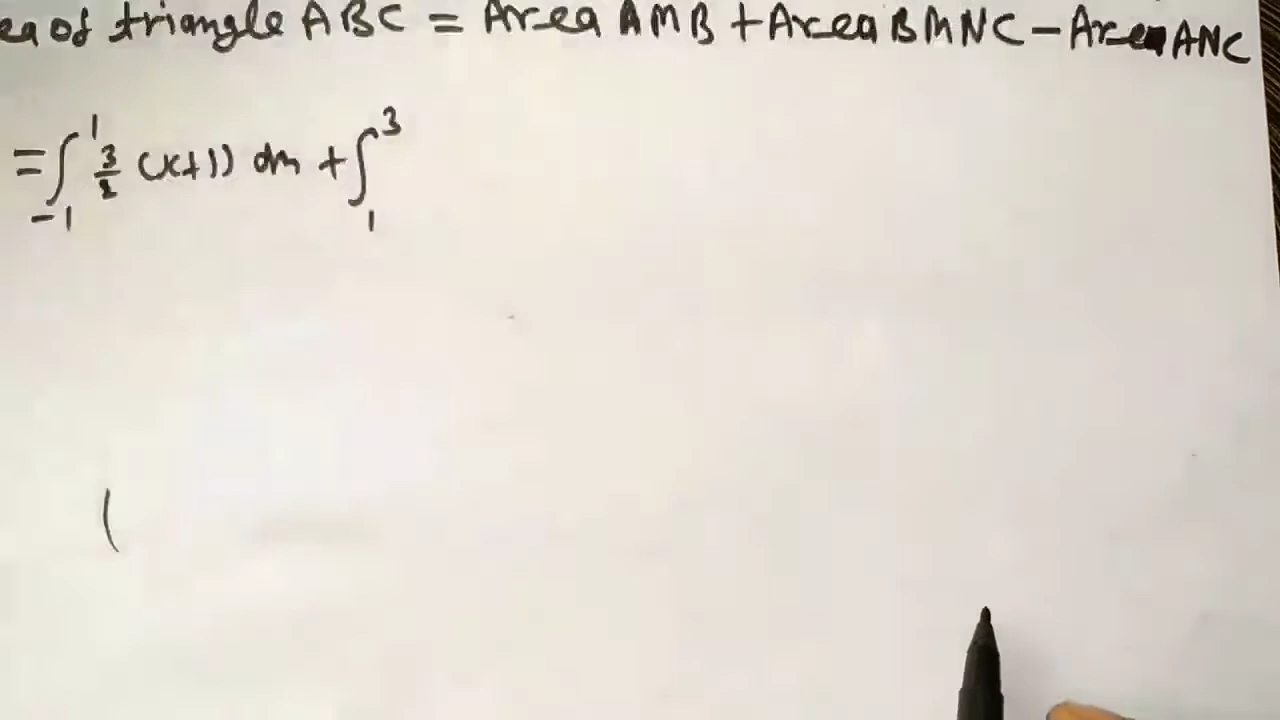 ea of triangle ABC = Area AMB + Area BMNC - Area ANC
= ∫_{-1}^{1} 3/2 (x+1) dx + ∫_{1}^{3}
(